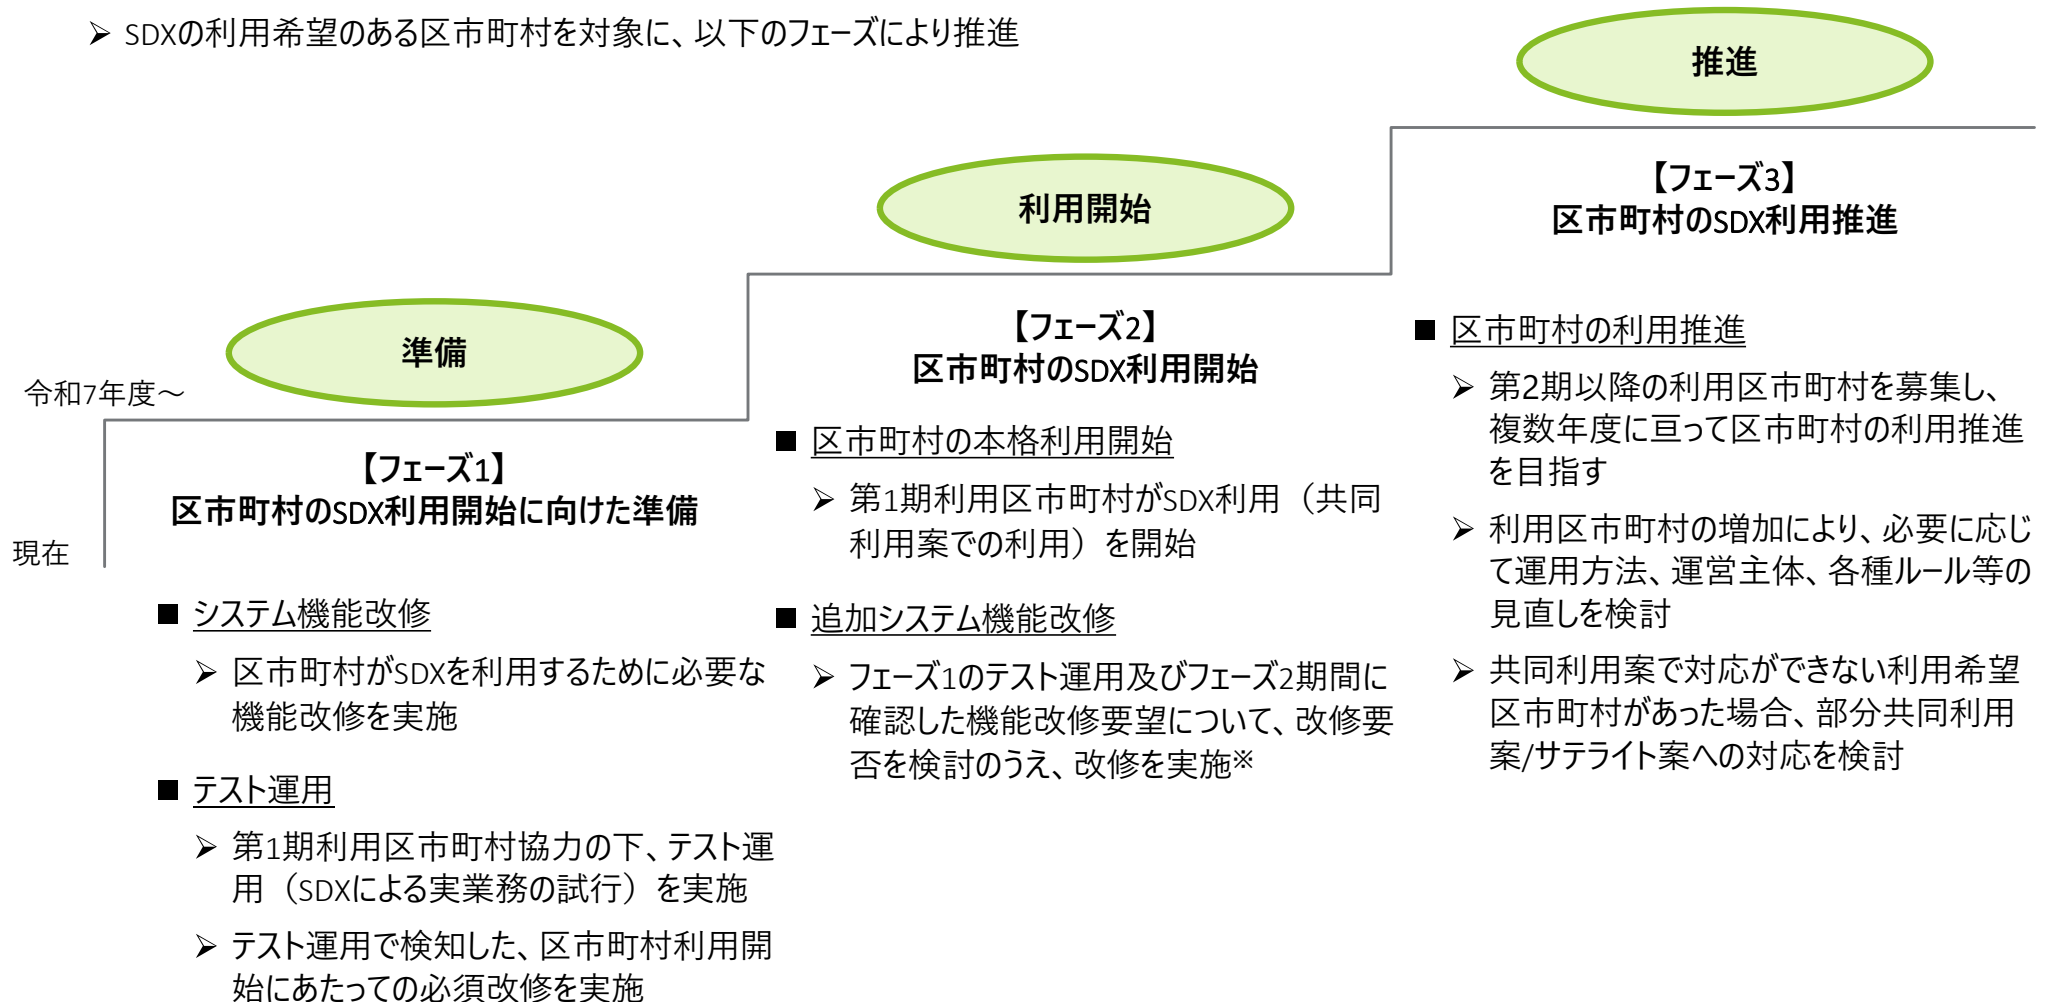 ➢ SDXの利用希望のある区市町村を対象に、以下のフェーズにより推進
現在
令和7年度～
準備
【フェーズ1】
区市町村のSDX利用開始に向けた準備
■ システム機能改修
➢ 区市町村がSDXを利用するために必要な
機能改修を実施
■ テスト運用
➢ 第1期利用区市町村協力の下、テスト運
用（SDXによる実業務の試行）を実施
➢ テスト運用で検知した、区市町村利用開
始にあたっての必須改修を実施
利用開始
【フェーズ2】
区市町村のSDX利用開始
■ 区市町村の本格利用開始
➢ 第1期利用区市町村がSDX利用（共同
利用案での利用）を開始
■ 追加システム機能改修
➢ フェーズ1のテスト運用及びフェーズ2期間に
確認した機能改修要望について、改修要
否を検討のうえ、改修を実施※
推進
【フェーズ3】
区市町村のSDX利用推進
■ 区市町村の利用推進
➢ 第2期以降の利用区市町村を募集し、
複数年度に亘って区市町村の利用推進
を目指す
➢ 利用区市町村の増加により、必要に応じ
て運用方法、運営主体、各種ルール等の
見直しを検討
➢ 共同利用案で対応ができない利用希望
区市町村があった場合、部分共同利用
案/サテライト案への対応を検討